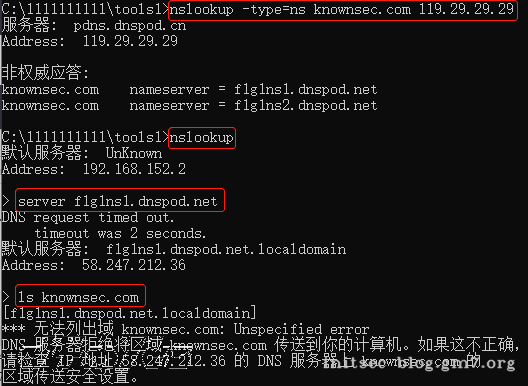 C:\1111111111\tools1>nslookup -type=ns knownsec.com 119.29.29.29
服务器:  pdns.dnspod.cn
Address:  119.29.29.29
非权威应答:
knownsec.com    nameserver = f1g1ns1.dnspod.net
knownsec.com    nameserver = f1g1ns2.dnspod.net
C:\1111111111\tools1>nslookup
默认服务器:  UnKnown
Address:  192.168.152.2
> server f1g1ns1.dnspod.net
DNS request timed out.
    timeout was 2 seconds.
默认服务器:  f1g1ns1.dnspod.net.localdomain
Address:  58.247.212.36
> ls knownsec.com
[f1g1ns1.dnspod.net.localdomain]
*** 无法列出域 knownsec.com: Unspecified error
DNS 服务器拒绝将区域 knownsec.com 传送到你的计算机。如果这不正确，
请检查 IP 地址 58.247.212.36 的 DNS 服务器上 knownsec.com 的
区域传送安全设置。